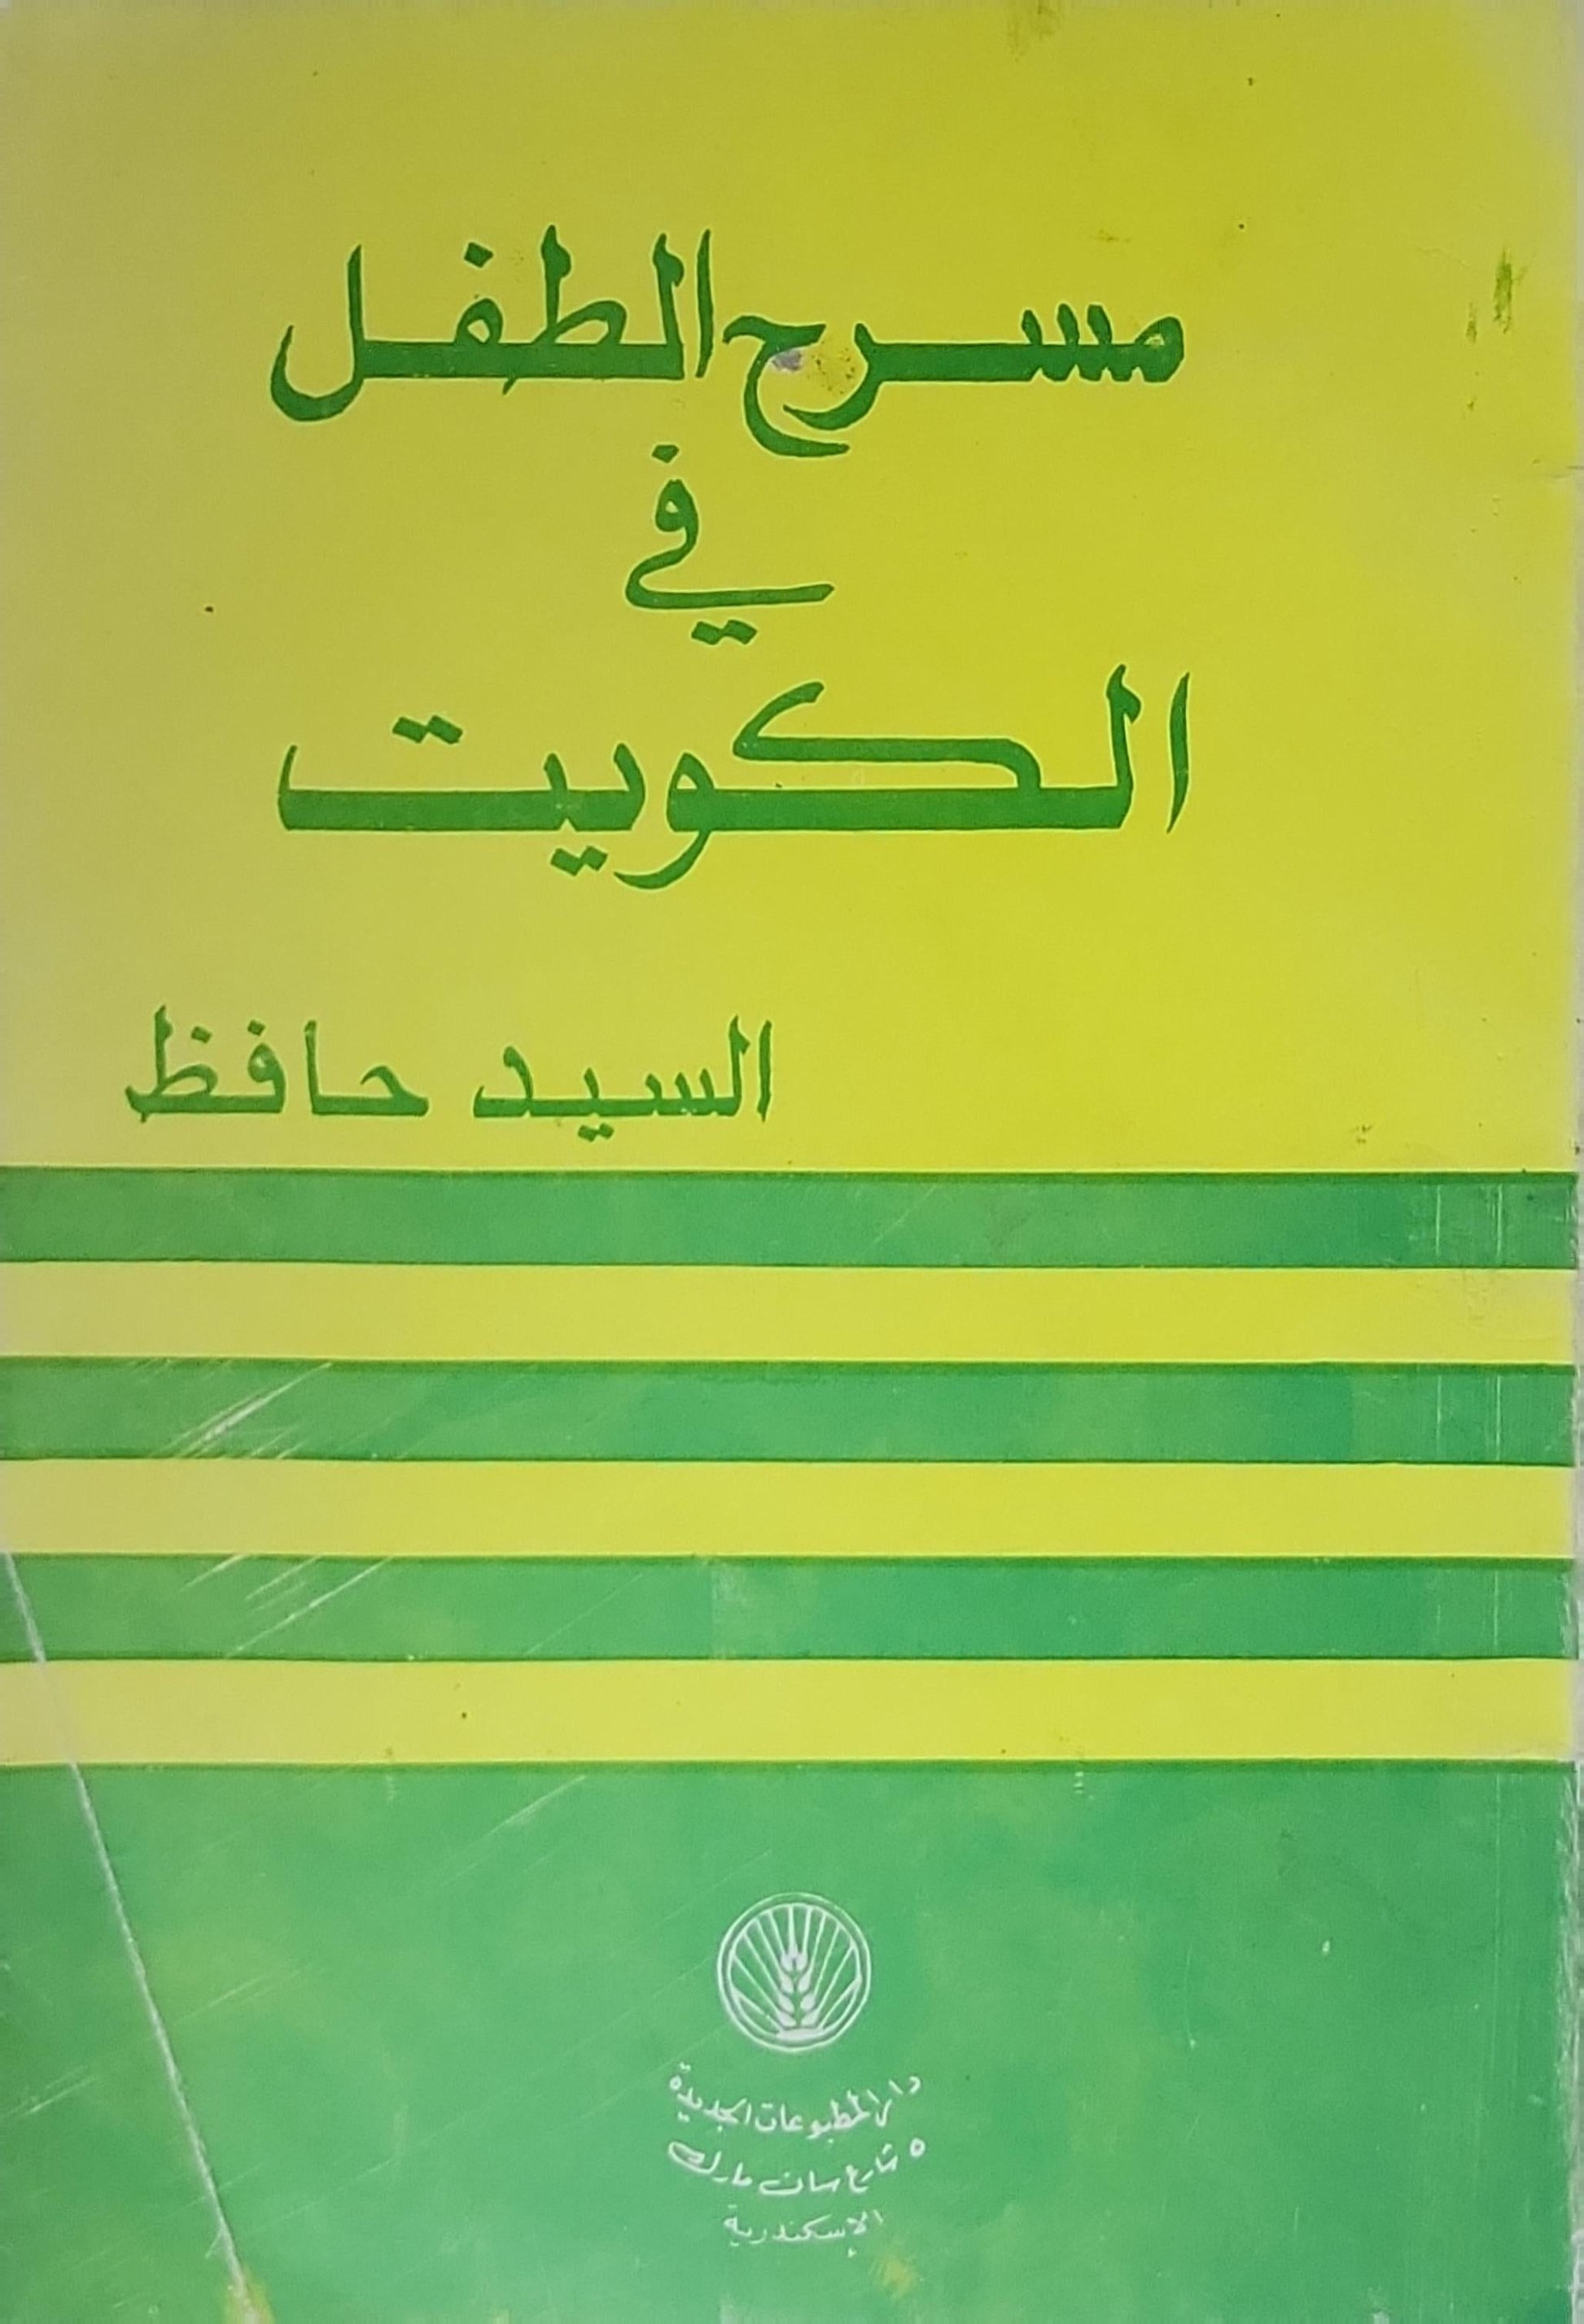 مسرح الطفل
في
الكويت
السيد حافظ
دار المطبوعات الجديدة
٥ شارع سان مارك
الإسكندرية